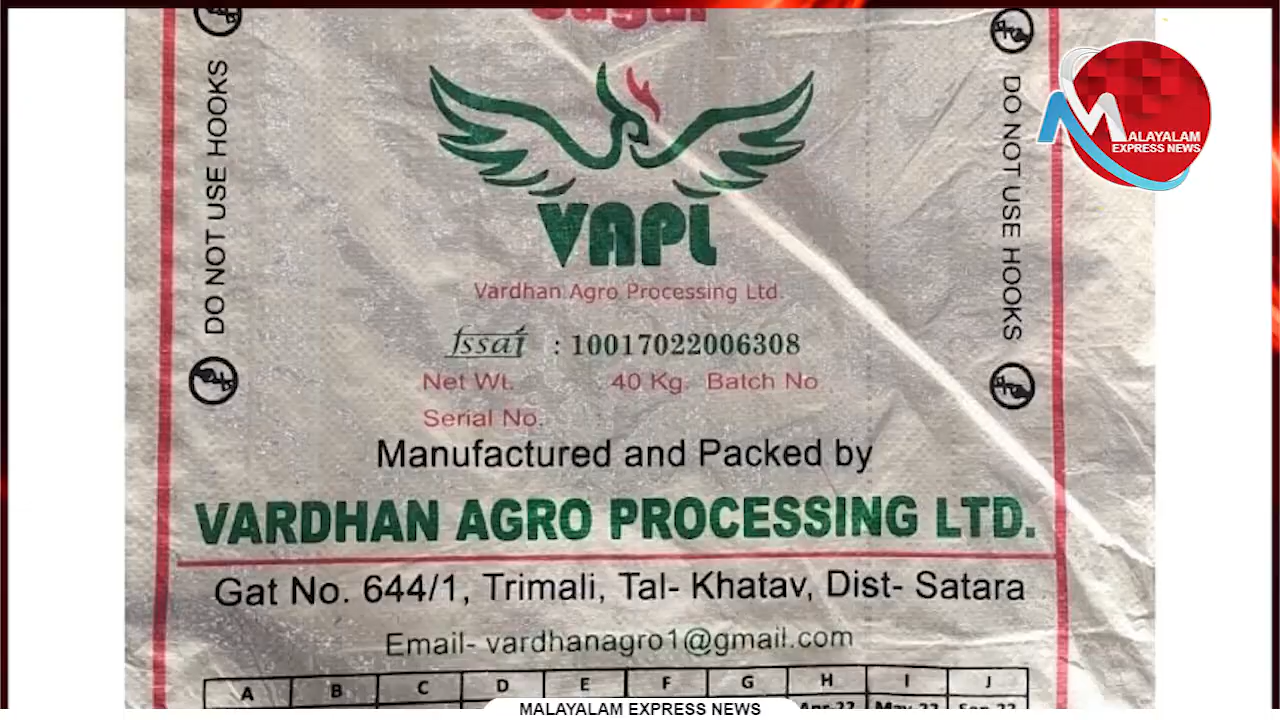 Sugar
DO NOT USE HOOKS
DO NOT USE HOOKS
MALAYALAM
EXPRESS NEWS
VAPL
Vardhan Agro Processing Ltd.
fssai : 10017022006308
Net Wt. 40 Kg. Batch No
Serial No.
Manufactured and Packed by
VARDHAN AGRO PROCESSING LTD.
Gat No. 644/1, Trimali, Tal- Khatav, Dist- Satara
Email- vardhanagro1@gmail.com
A B C D E F G H I J
MALAYALAM EXPRESS NEWS